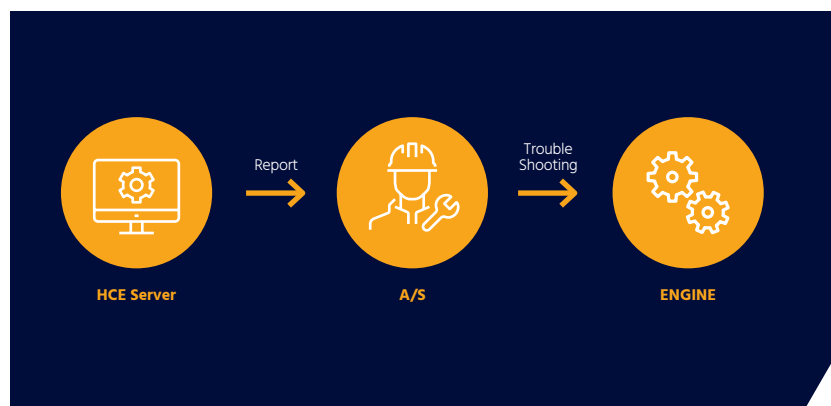 Report
Trouble
Shooting
HCE Server
A/S
ENGINE